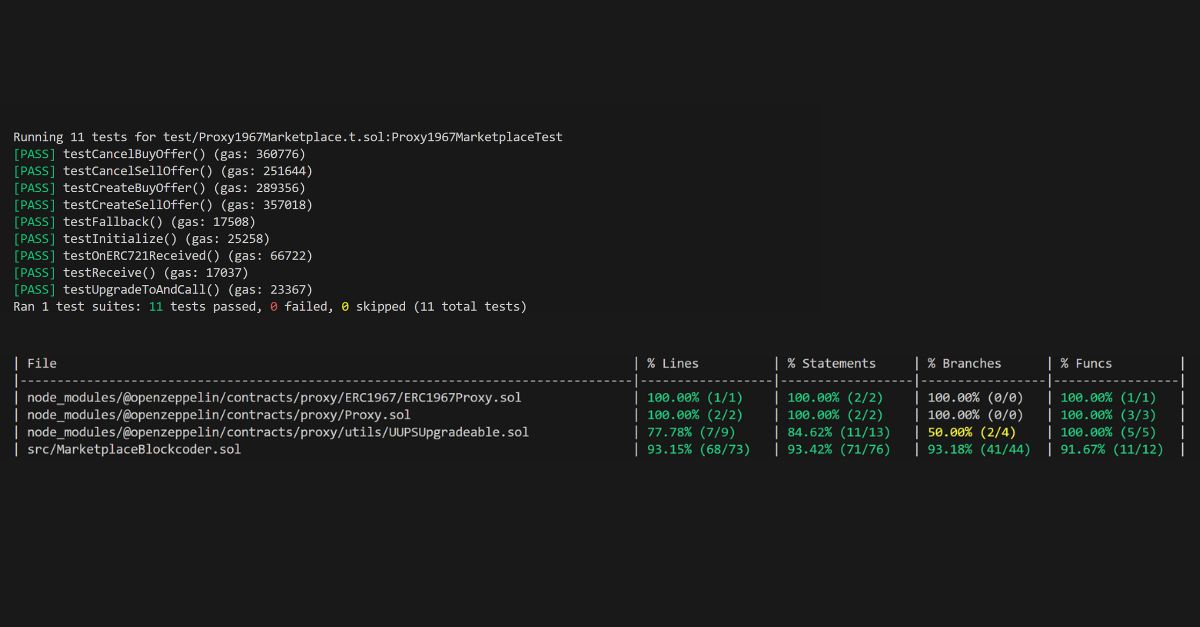 Running 11 tests for test/Proxy1967Marketplace.t.sol:Proxy1967MarketplaceTest
[PASS] testCancelBuyOffer() (gas: 360776)
[PASS] testCancelSellOffer() (gas: 251644)
[PASS] testCreateBuyOffer() (gas: 289356)
[PASS] testCreateSellOffer() (gas: 357018)
[PASS] testFallback() (gas: 17508)
[PASS] testInitialize() (gas: 25258)
[PASS] testOnERC721Received() (gas: 66722)
[PASS] testReceive() (gas: 17037)
[PASS] testUpgradeToAndCall() (gas: 23367)
Ran 1 test suites: 11 tests passed, 0 failed, 0 skipped (11 total tests)
| File | % Lines | % Statements | % Branches | % Funcs |
|------------------------------------------------------------------------------------|------------------|------------------|-----------------|-----------------|
| node_modules/@openzeppelin/contracts/proxy/ERC1967/ERC1967Proxy.sol | 100.00% (1/1) | 100.00% (2/2) | 100.00% (0/0) | 100.00% (1/1) |
| node_modules/@openzeppelin/contracts/proxy/Proxy.sol | 100.00% (2/2) | 100.00% (2/2) | 100.00% (0/0) | 100.00% (3/3) |
| node_modules/@openzeppelin/contracts/proxy/utils/UUPSUpgradeable.sol | 77.78% (7/9) | 84.62% (11/13) | 50.00% (2/4) | 100.00% (5/5) |
| src/MarketplaceBlockcoder.sol | 93.15% (68/73) | 93.42% (71/76) | 93.18% (41/44) | 91.67% (11/12) |